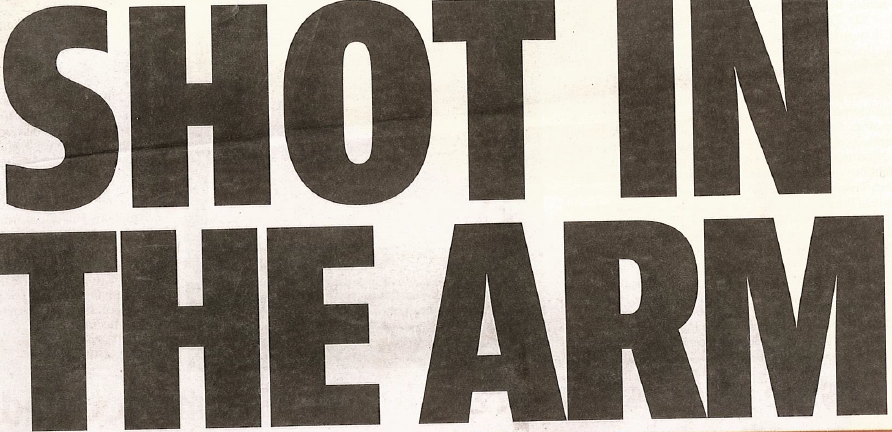 SHOT IN
THE ARM